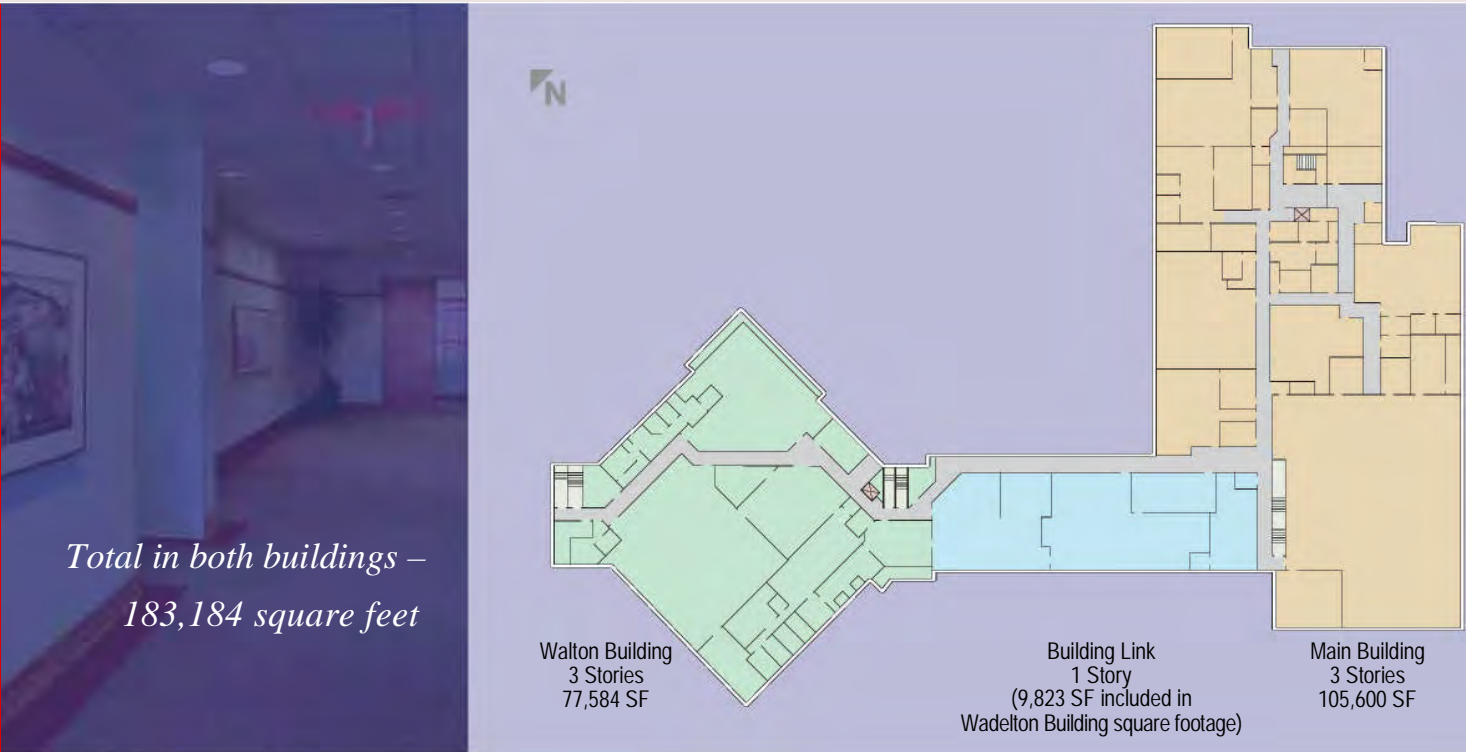 N
Total in both buildings –
183,184 square feet
Walton Building
3 Stories
77,584 SF
Building Link
1 Story
(9,823 SF included in
Wadelton Building square footage)
Main Building
3 Stories
105,600 SF